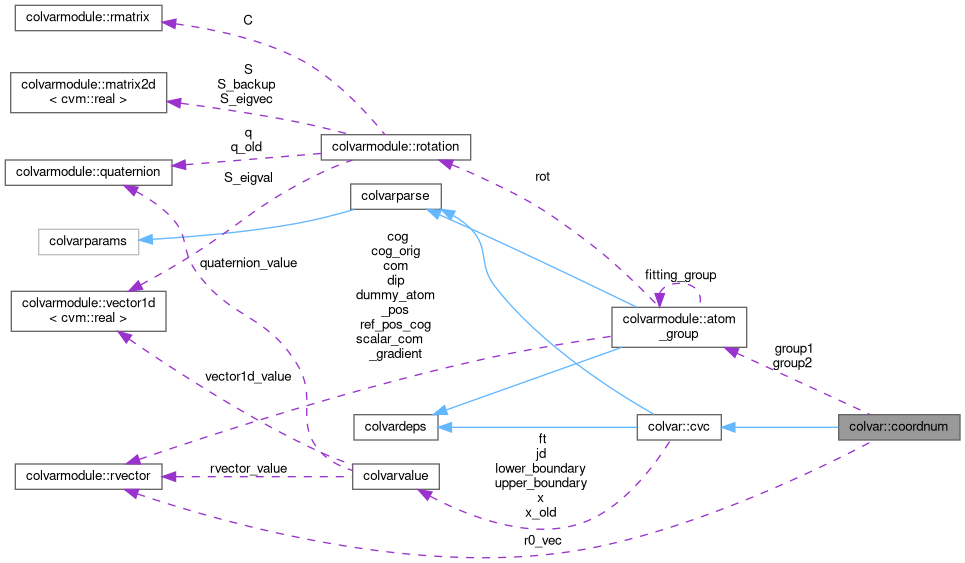 colvarmodule::rmatrix
C
colvarmodule::matrix2d
< cvm::real >
S
S_backup
S_eigvec
colvarmodule::rotation
q
q_old
colvarmodule::quaternion
S_eigval
rot
colvarparse
colvarparams
cog
cog_orig
com
dip
dummy_atom
_pos
ref_pos_cog
scalar_com
_gradient
quaternion_value
fitting_group
colvarmodule::vector1d
< cvm::real >
colvarmodule::atom
_group
group1
group2
vector1d_value
colvardeps
colvar::cvc
colvar::coordnum
ft
jd
lower_boundary
upper_boundary
x
x_old
colvarmodule::rvector
rvector_value
colvarvalue
r0_vec